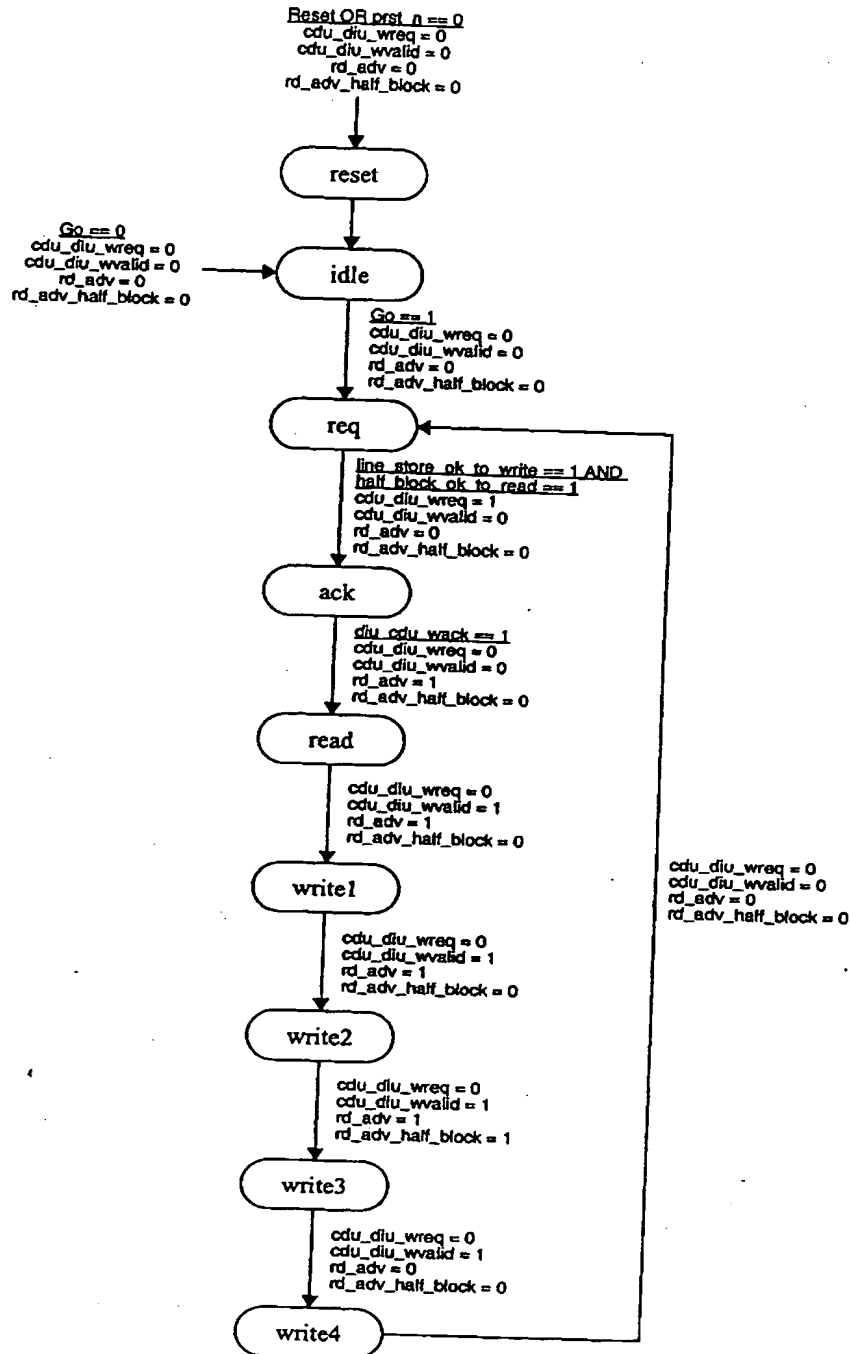 Reset OR prst_n == 0
cdu_diu_wreq = 0
cdu_diu_wvalid = 0
rd_adv = 0
rd_adv_half_block = 0
reset
Go == 0
cdu_diu_wreq = 0
cdu_diu_wvalid = 0
rd_adv = 0
rd_adv_half_block = 0
idle
Go == 1
cdu_diu_wreq = 0
cdu_diu_wvalid = 0
rd_adv = 0
rd_adv_half_block = 0
req
line_store_ok_to_write == 1 AND
half_block_ok_to_read == 1
cdu_diu_wreq = 1
cdu_diu_wvalid = 0
rd_adv = 0
rd_adv_half_block = 0
ack
diu_cdu_wack == 1
cdu_diu_wreq = 0
cdu_diu_wvalid = 0
rd_adv = 1
rd_adv_half_block = 0
read
cdu_diu_wreq = 0
cdu_diu_wvalid = 1
rd_adv = 1
rd_adv_half_block = 0
cdu_diu_wreq = 0
cdu_diu_wvalid = 0
rd_adv = 0
rd_adv_half_block = 0
write1
cdu_diu_wreq = 0
cdu_diu_wvalid = 1
rd_adv = 1
rd_adv_half_block = 0
write2
cdu_diu_wreq = 0
cdu_diu_wvalid = 1
rd_adv = 1
rd_adv_half_block = 1
write3
cdu_diu_wreq = 0
cdu_diu_wvalid = 1
rd_adv = 0
rd_adv_half_block = 0
write4